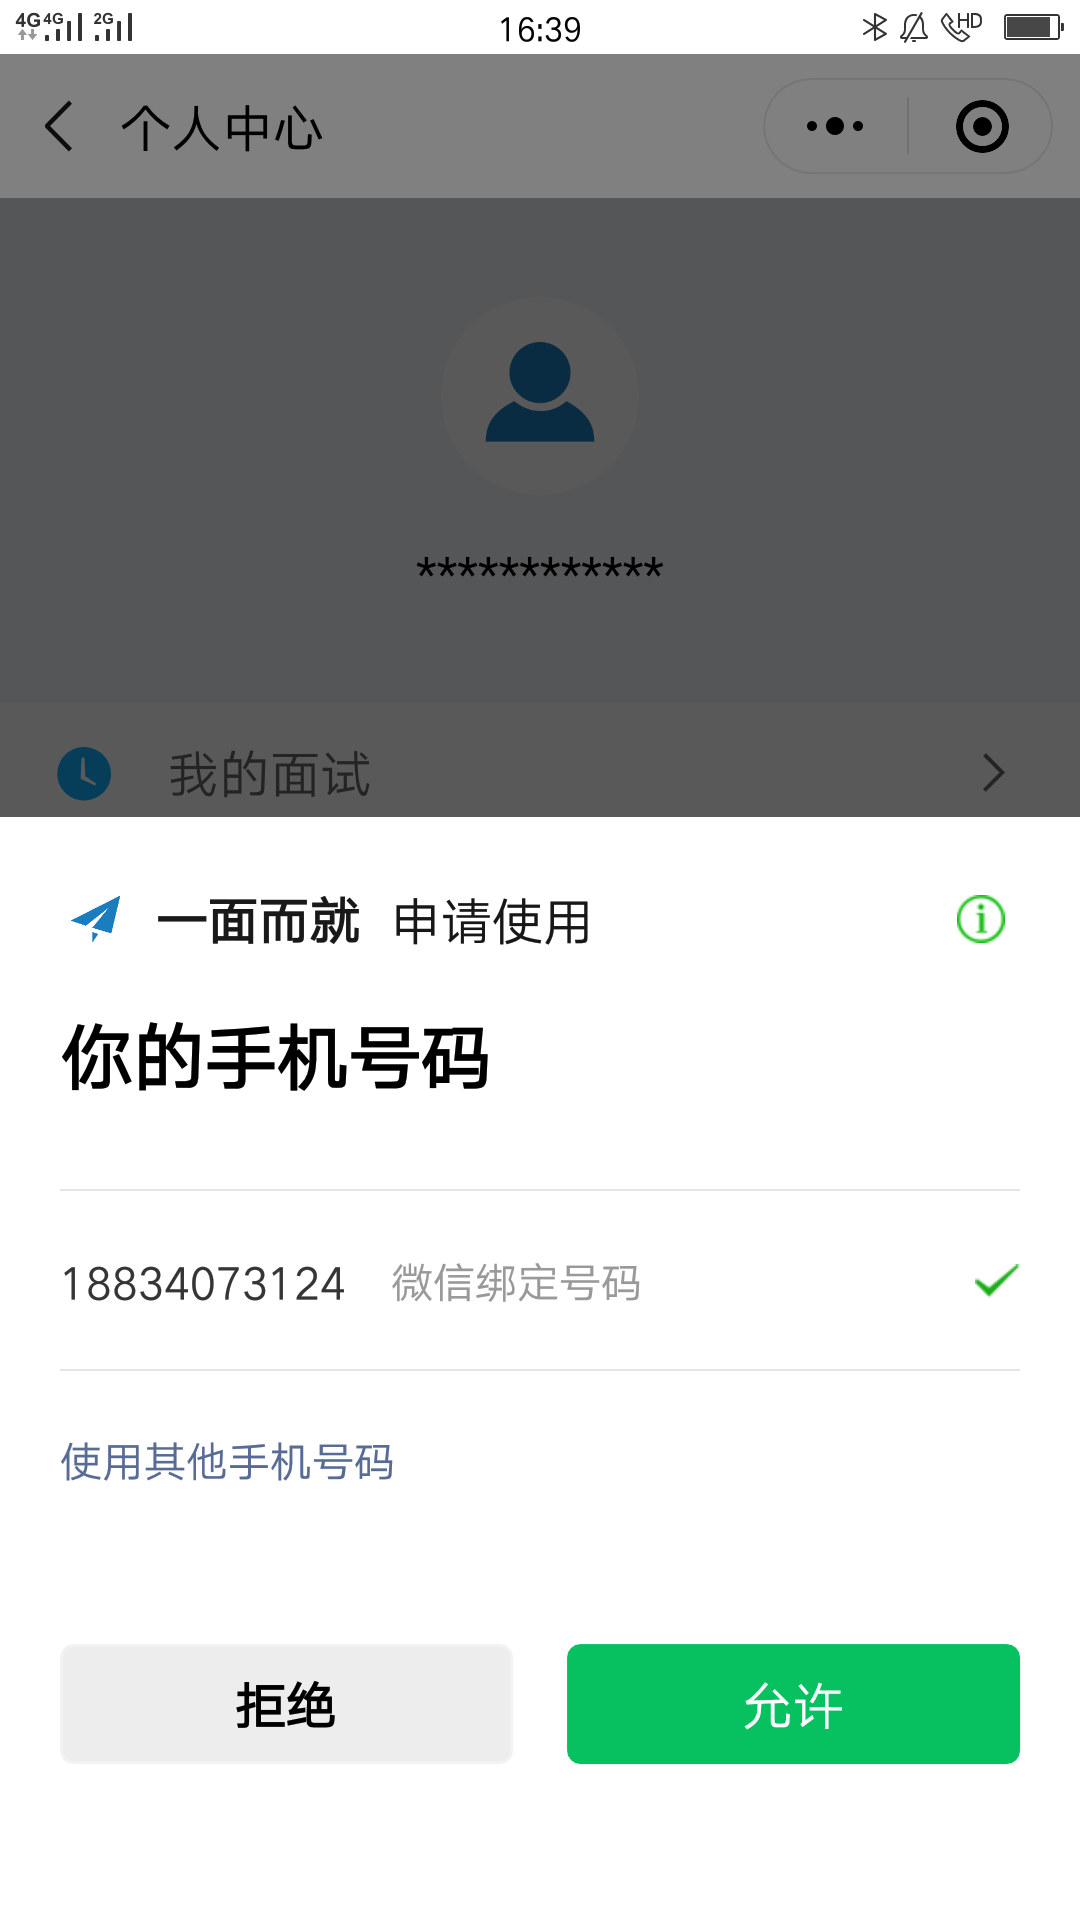 4G 4G 2G 16:39 HD
个人中心
************
我的面试
一面而就 申请使用
你的手机号码
18834073124 微信绑定号码
使用其他手机号码
拒绝 允许